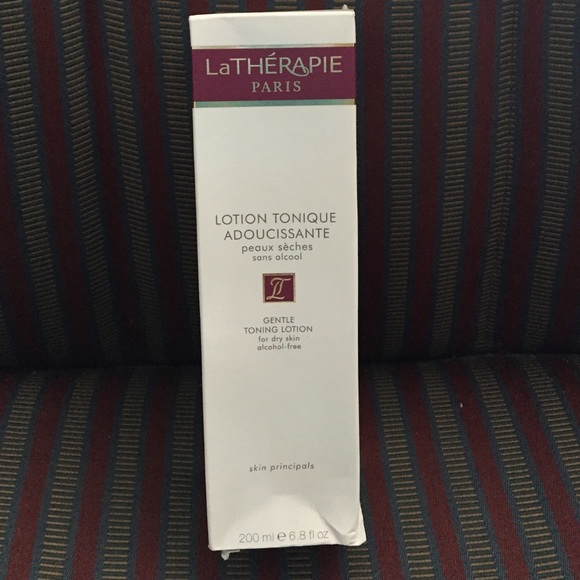 LaTHÉRAPIE
PARIS
LOTION TONIQUE
ADOUCISSANTE
peaux sèches
sans alcool
LT
GENTLE
TONING LOTION
for dry skin
alcohol-free
skin principals
200 ml e 6.8 fl oz